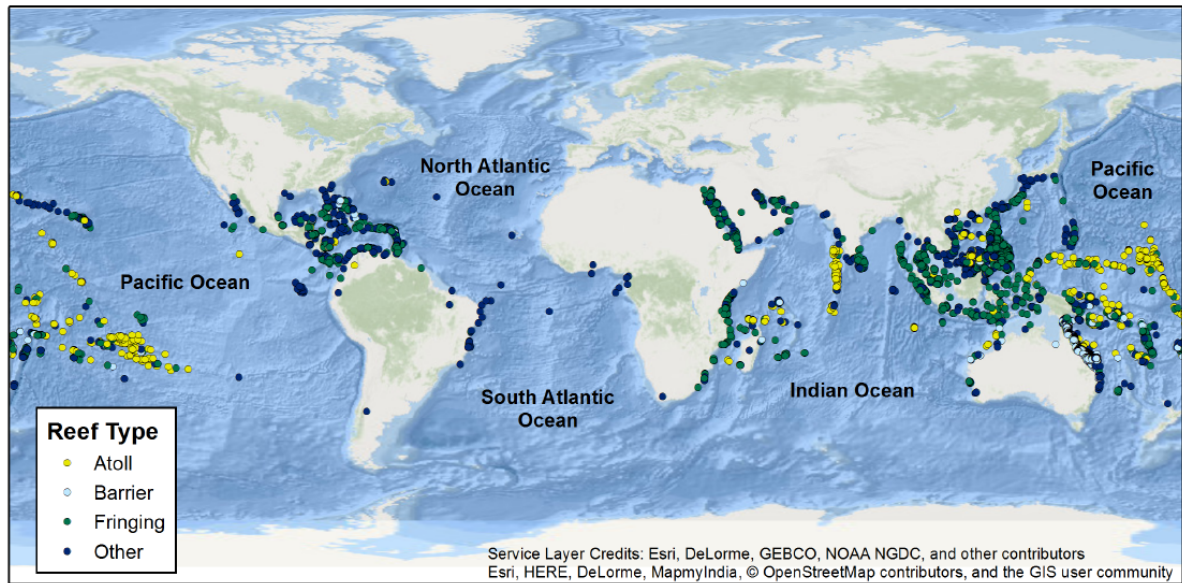 North Atlantic
Ocean
Pacific
Ocean
Pacific Ocean
South Atlantic
Ocean
Indian Ocean
Reef Type
Atoll
Barrier
Fringing
Other
Service Layer Credits: Esri, DeLorme, GEBCO, NOAA NGDC, and other contributors
Esri, HERE, DeLorme, MapmyIndia, © OpenStreetMap contributors, and the GIS user community